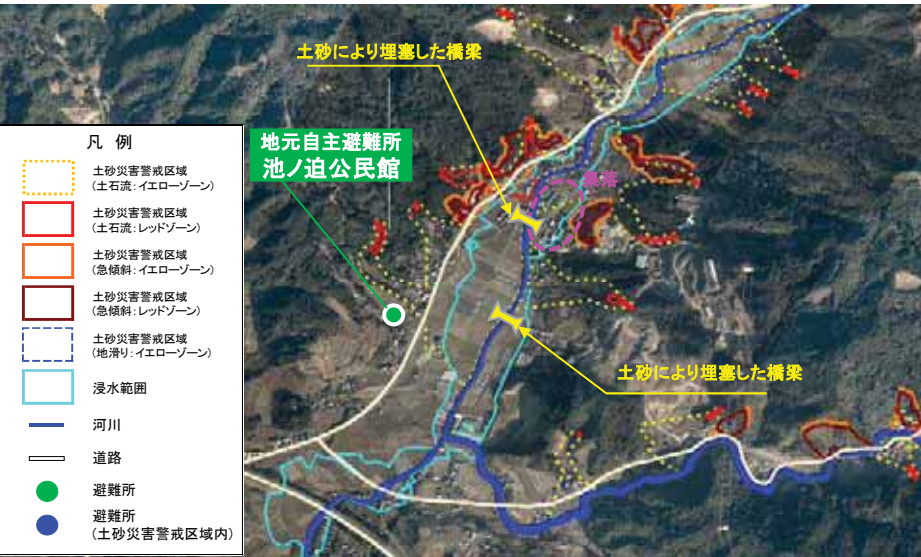 土砂により埋塞した橋梁
地元自主避難所
池ノ迫公民館
集落
土砂により埋塞した橋梁
凡 例
土砂災害警戒区域
(土石流:イエローゾーン)
土砂災害警戒区域
(土石流:レッドゾーン)
土砂災害警戒区域
(急傾斜:イエローゾーン)
土砂災害警戒区域
(急傾斜:レッドゾーン)
土砂災害警戒区域
(地滑り:イエローゾーン)
浸水範囲
河川
道路
避難所
避難所
(土砂災害警戒区域内)